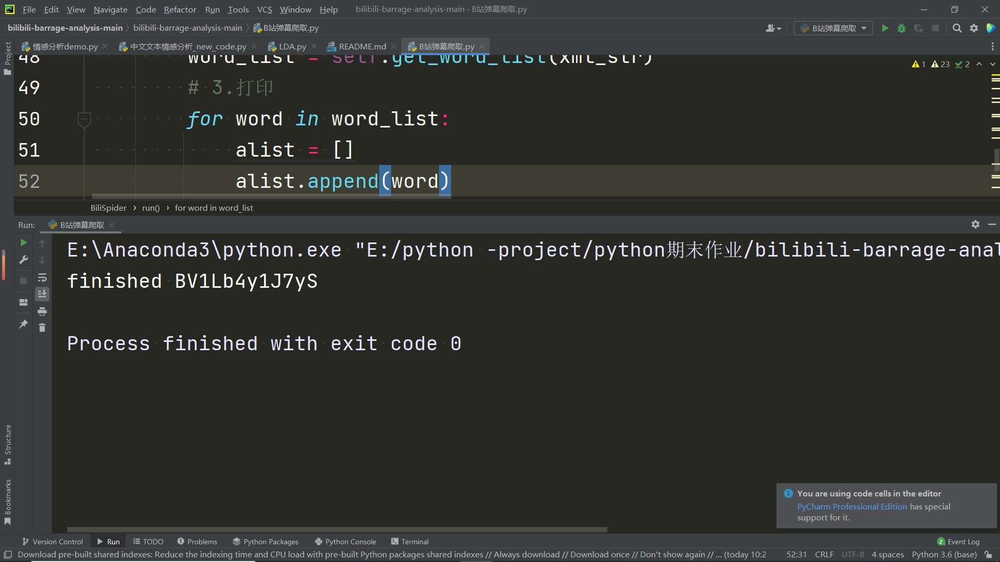 File Edit View Navigate Code Refactor Run Tools VCS Window Help bilibili-barrage-analysis-main - B站弹幕爬取.py
bilibili-barrage-analysis-main bilibili-barrage-analysis-main B站弹幕爬取.py B站弹幕爬取
情感分析demo.py 中文文本情感分析_new_code.py LDA.py README.md B站弹幕爬取.py
Project
48 word_list = self.get_word_list(xml_str)
1 23 2
49 # 3.打印
50 for word in word_list:
51 alist = []
52 alist.append(word)
BiliSpider › run() › for word in word_list
Run: B站弹幕爬取
E:\Anaconda3\python.exe "E:/python -project/python期末作业/bilibili-barrage-anal
finished BV1Lb4y1J7yS
Process finished with exit code 0
Structure
Bookmarks
You are using code cells in the editor
PyCharm Professional Edition has special
support for it.
Version Control Run TODO Problems Python Packages Python Console Terminal 2 Event Log
Download pre-built shared indexes: Reduce the indexing time and CPU load with pre-built Python packages shared indexes // Always download // Download once // Don't show again // ... (today 10:2 52:31 CRLF UTF-8 4 spaces Python 3.6 (base)